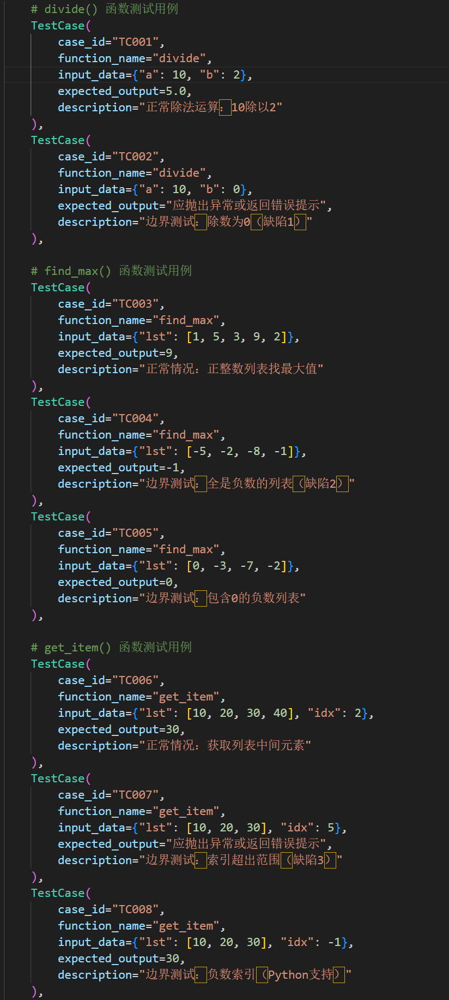 # divide() 函数测试用例
TestCase(
case_id="TC001",
function_name="divide",
input_data={"a": 10, "b": 2},
expected_output=5.0,
description="正常除法运算：10除以2"
),
TestCase(
case_id="TC002",
function_name="divide",
input_data={"a": 10, "b": 0},
expected_output="应抛出异常或返回错误提示",
description="边界测试：除数为0（缺陷1）"
),
# find_max() 函数测试用例
TestCase(
case_id="TC003",
function_name="find_max",
input_data={"lst": [1, 5, 3, 9, 2]},
expected_output=9,
description="正常情况：正整数列表找最大值"
),
TestCase(
case_id="TC004",
function_name="find_max",
input_data={"lst": [-5, -2, -8, -1]},
expected_output=-1,
description="边界测试：全是负数的列表（缺陷2）"
),
TestCase(
case_id="TC005",
function_name="find_max",
input_data={"lst": [0, -3, -7, -2]},
expected_output=0,
description="边界测试：包含0的负数列表"
),
# get_item() 函数测试用例
TestCase(
case_id="TC006",
function_name="get_item",
input_data={"lst": [10, 20, 30, 40], "idx": 2},
expected_output=30,
description="正常情况：获取列表中间元素"
),
TestCase(
case_id="TC007",
function_name="get_item",
input_data={"lst": [10, 20, 30], "idx": 5},
expected_output="应抛出异常或返回错误提示",
description="边界测试：索引超出范围（缺陷3）"
),
TestCase(
case_id="TC008",
function_name="get_item",
input_data={"lst": [10, 20, 30], "idx": -1},
expected_output=30,
description="边界测试：负数索引（Python支持）"
),